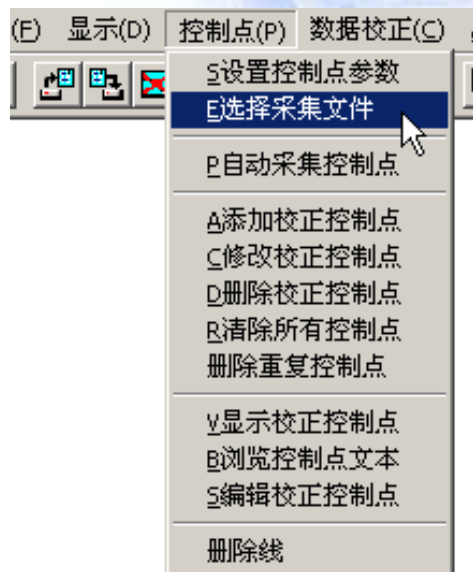 (E) 显示(D) 控制点(P) 数据校正(C)
S设置控制点参数
E选择采集文件
P自动采集控制点
A添加校正控制点
C修改校正控制点
D删除校正控制点
R清除所有控制点
删除重复控制点
V显示校正控制点
B浏览控制点文本
S编辑校正控制点
删除线